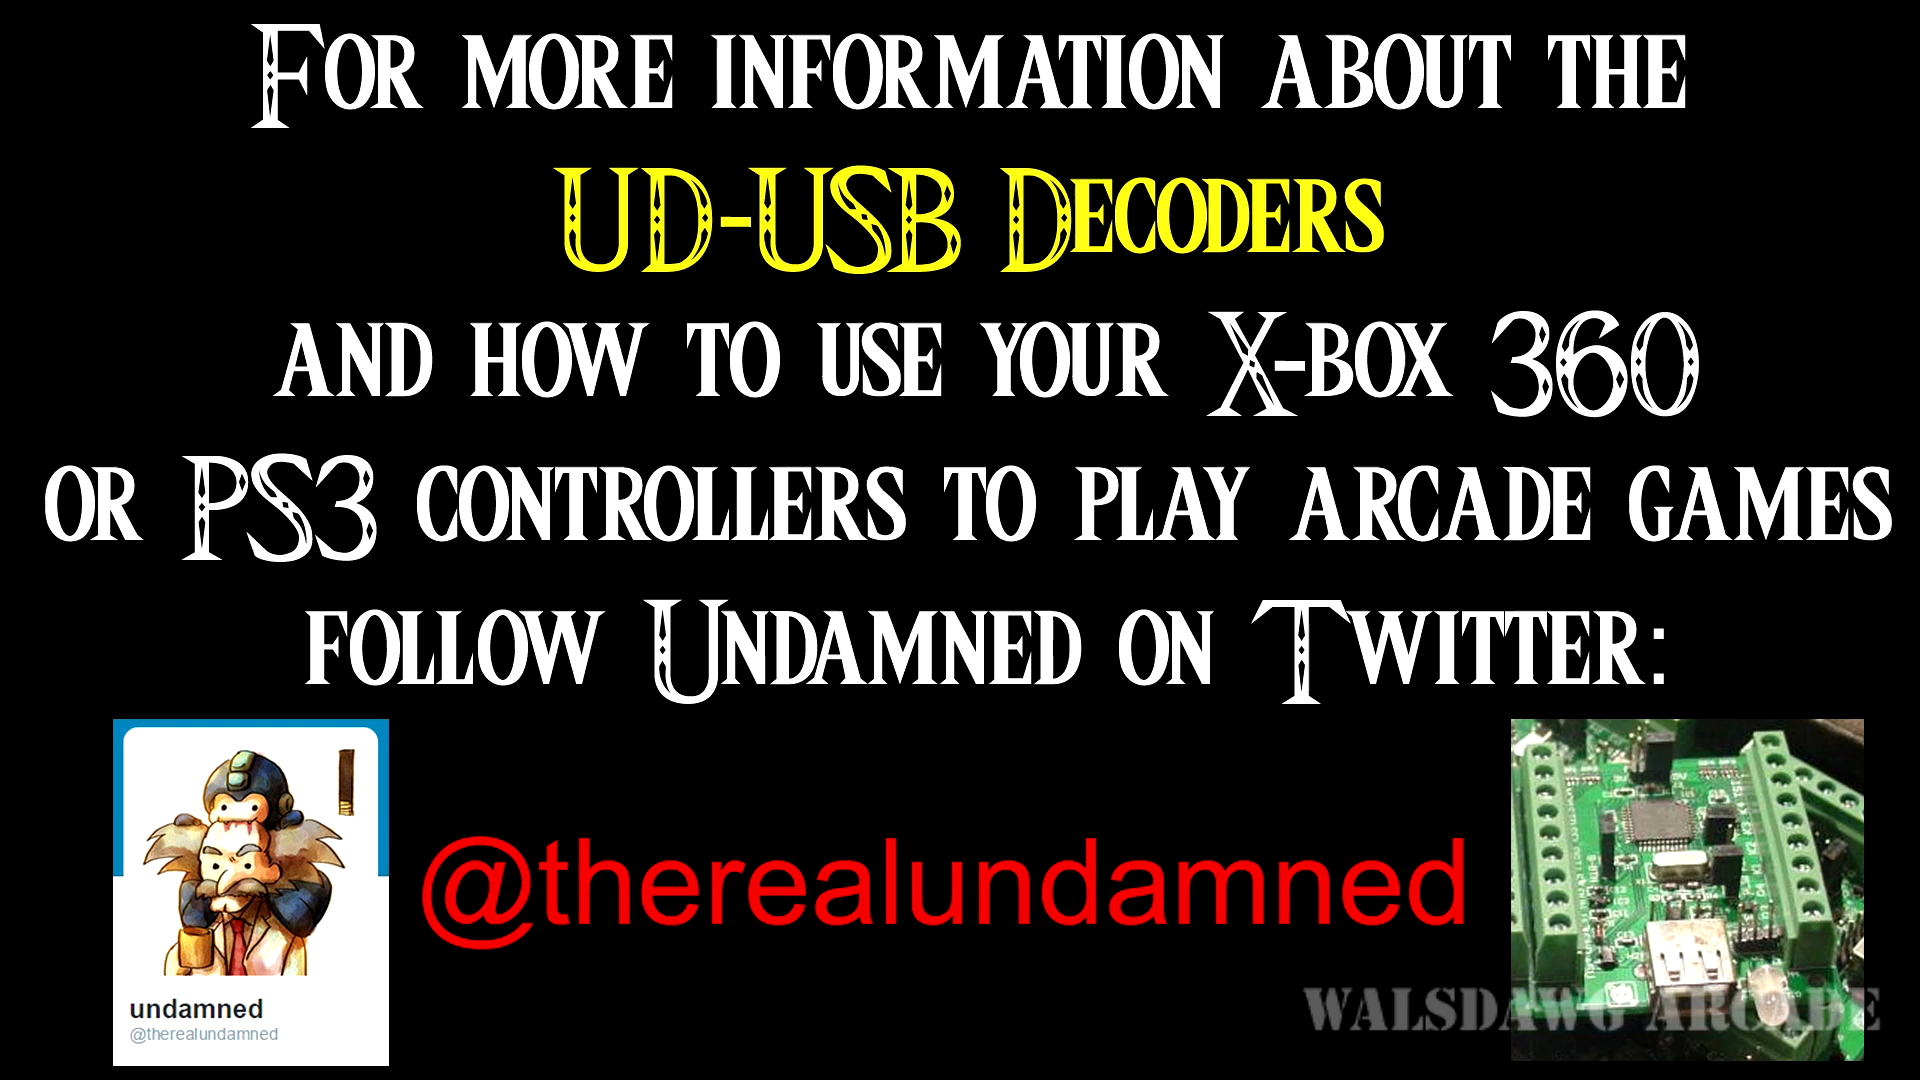 For more information about the
UD-USB Decoders
and how to use your X-box 360
or PS3 controllers to play arcade games
follow Undamned on Twitter:
@therealundamned
undamned
@therealundamned
WALSDAWG ARCADE